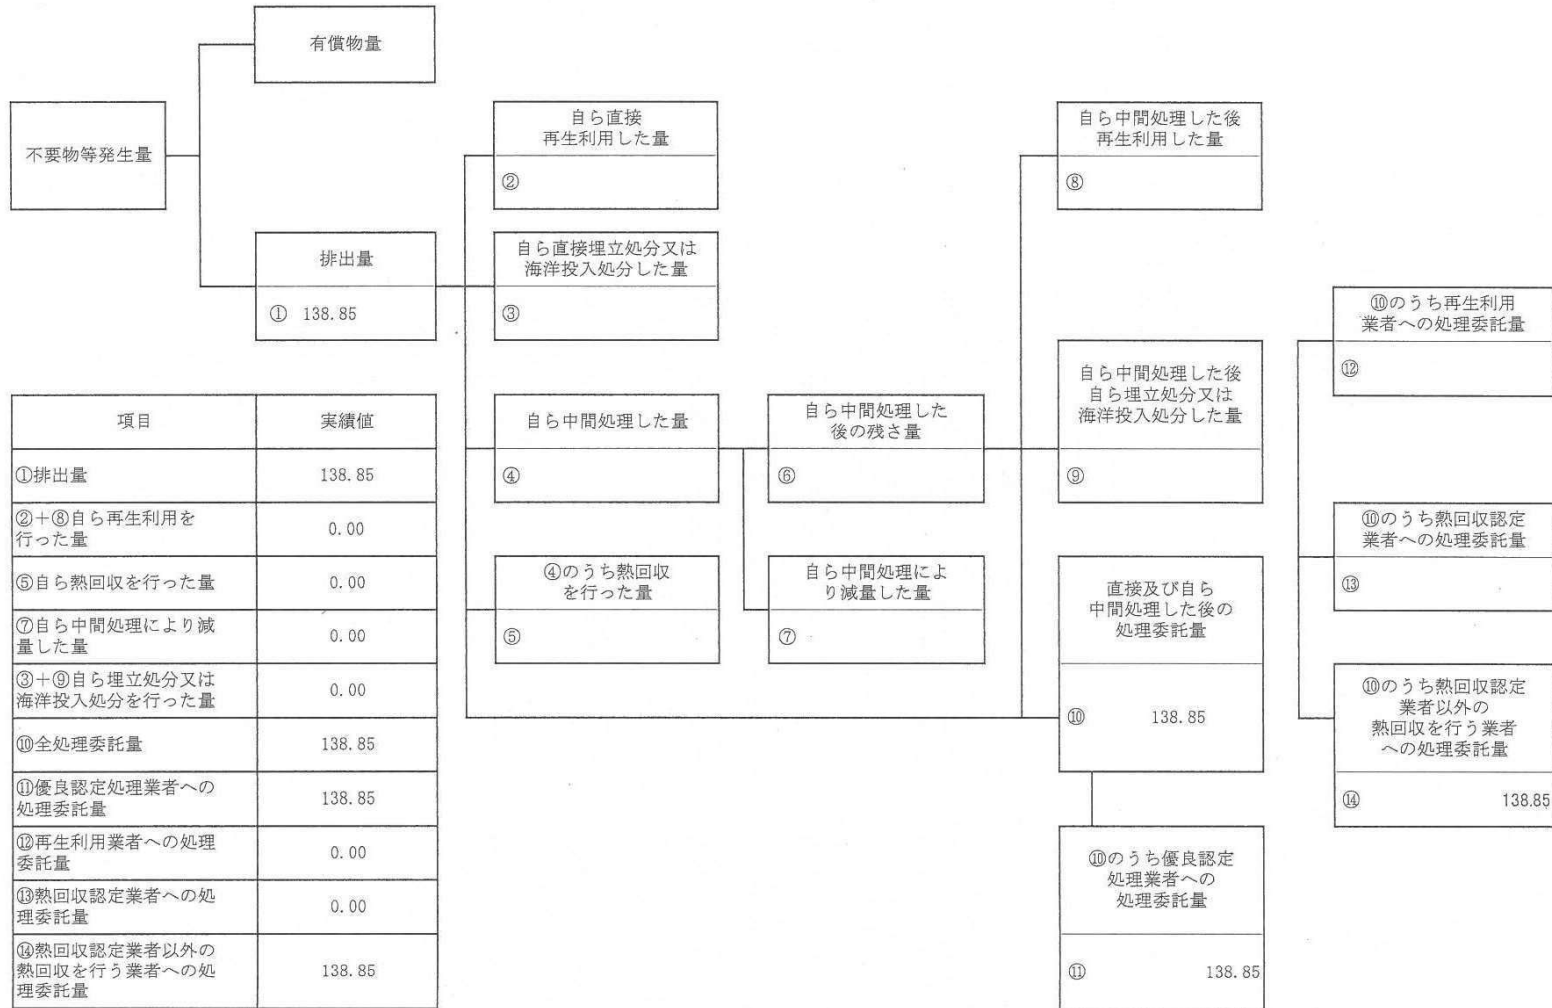 有償物量
不要物等発生量
排出量
① 138.85
自ら直接
再生利用した量
②
自ら直接埋立処分又は
海洋投入処分した量
③
自ら中間処理した量
④
④のうち熱回収
を行った量
⑤
自ら中間処理した
後の残さ量
⑥
自ら中間処理によ
り減量した量
⑦
自ら中間処理した後
再生利用した量
⑧
自ら中間処理した後
自ら埋立処分又は
海洋投入処分した量
⑨
直接及び自ら
中間処理した後の
処理委託量
⑩ 138.85
⑩のうち優良認定
処理業者への
処理委託量
⑪ 138.85
⑩のうち再生利用
業者への処理委託量
⑫
⑩のうち熱回収認定
業者への処理委託量
⑬
⑩のうち熱回収認定
業者以外の
熱回収を行う業者
への処理委託量
⑭ 138.85
項目 実績値
①排出量 138.85
②+⑧自ら再生利用を
行った量 0.00
⑤自ら熱回収を行った量 0.00
⑦自ら中間処理により減
量した量 0.00
③+⑨自ら埋立処分又は
海洋投入処分を行った量 0.00
⑩全処理委託量 138.85
⑪優良認定処理業者への
処理委託量 138.85
⑫再生利用業者への処理
委託量 0.00
⑬熱回収認定業者への処
理委託量 0.00
⑭熱回収認定業者以外の
熱回収を行う業者への処
理委託量 138.85